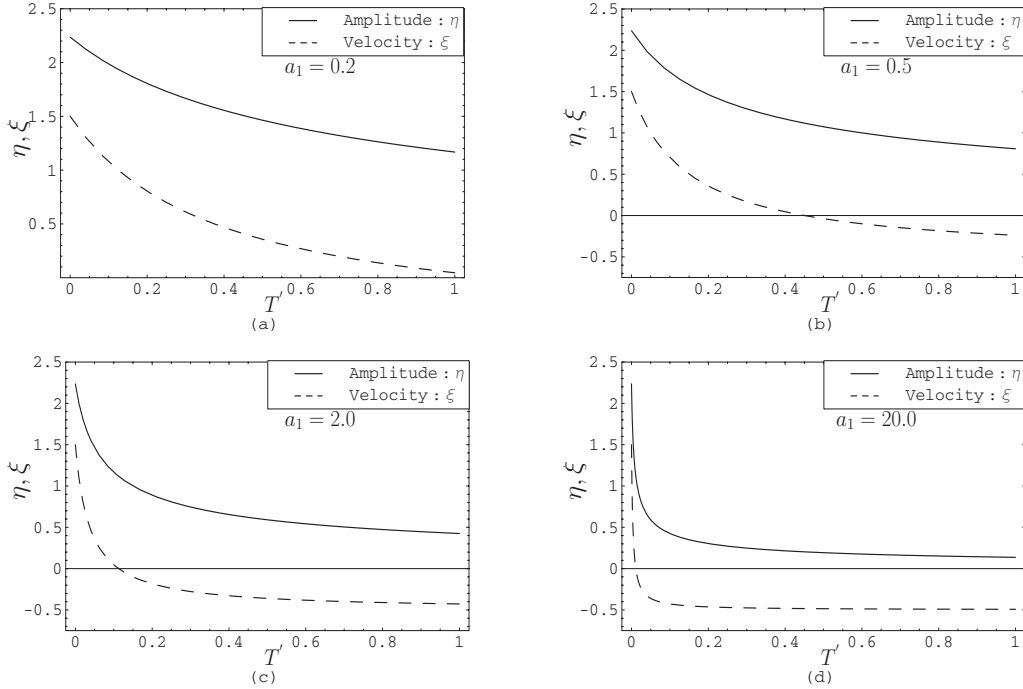 2.5
2
1.5
1
0.5
η, ξ
Amplitude : η
Velocity : ξ
a₁ = 0.2
0 0.2 0.4 0.6 0.8 1
T′
(a)
2.5
2
1.5
1
0.5
0
-0.5
η, ξ
Amplitude : η
Velocity : ξ
a₁ = 0.5
0 0.2 0.4 0.6 0.8 1
T′
(b)
2.5
2
1.5
1
0.5
0
-0.5
η, ξ
Amplitude : η
Velocity : ξ
a₁ = 2.0
0 0.2 0.4 0.6 0.8 1
T′
(c)
2.5
2
1.5
1
0.5
0
-0.5
η, ξ
Amplitude : η
Velocity : ξ
a₁ = 20.0
0 0.2 0.4 0.6 0.8 1
T′
(d)